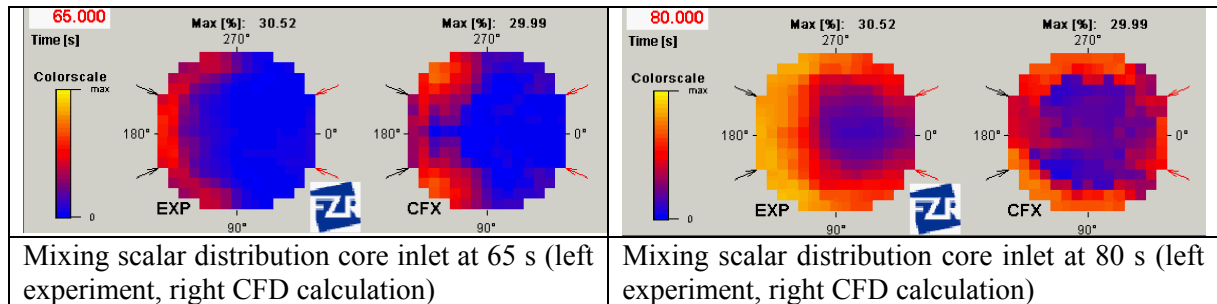 65.000
Time [s]
Max [%]: 30.52
Max [%]: 29.99
270°
270°
Colorscale
max
180°
0°
180°
0°
0
EXP
FZR
CFX
90°
90°
Mixing scalar distribution core inlet at 65 s (left
experiment, right CFD calculation)
80.000
Time [s]
Max [%]: 30.52
Max [%]: 29.99
270°
270°
Colorscale
max
180°
0°
180°
0°
0
EXP
FZR
CFX
90°
90°
Mixing scalar distribution core inlet at 80 s (left
experiment, right CFD calculation)